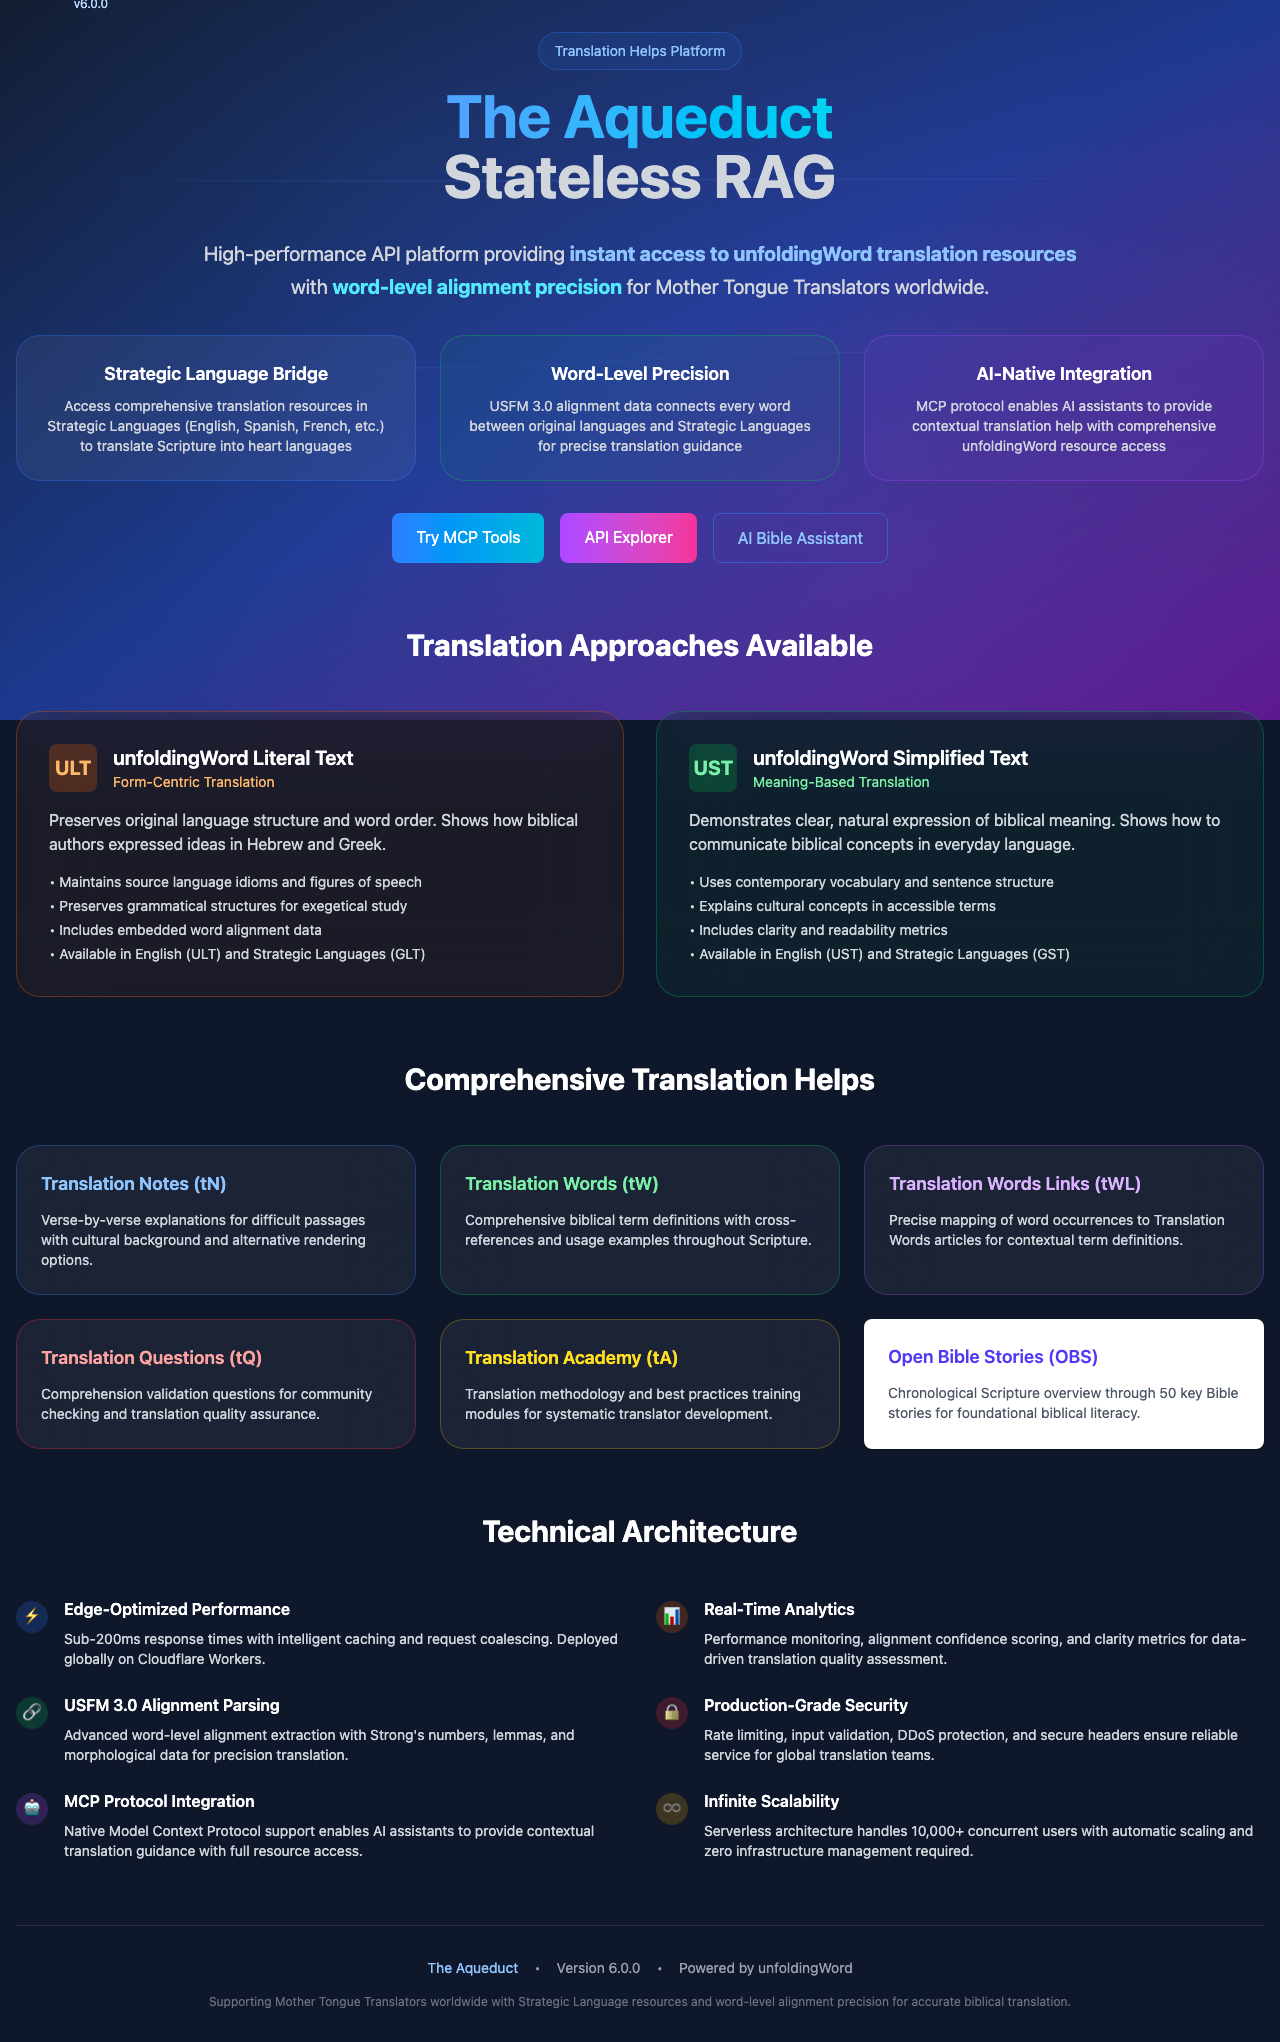 v6.0.0
Translation Helps Platform
The Aqueduct
Stateless RAG
High-performance API platform providing instant access to unfoldingWord translation resources
with word-level alignment precision for Mother Tongue Translators worldwide.
Strategic Language Bridge
Access comprehensive translation resources in
Strategic Languages (English, Spanish, French, etc.)
to translate Scripture into heart languages
Word-Level Precision
USFM 3.0 alignment data connects every word
between original languages and Strategic Languages
for precise translation guidance
AI-Native Integration
MCP protocol enables AI assistants to provide
contextual translation help with comprehensive
unfoldingWord resource access
Try MCP Tools
API Explorer
AI Bible Assistant
Translation Approaches Available
ULT
unfoldingWord Literal Text
Form-Centric Translation
Preserves original language structure and word order. Shows how biblical
authors expressed ideas in Hebrew and Greek.
• Maintains source language idioms and figures of speech
• Preserves grammatical structures for exegetical study
• Includes embedded word alignment data
• Available in English (ULT) and Strategic Languages (GLT)
UST
unfoldingWord Simplified Text
Meaning-Based Translation
Demonstrates clear, natural expression of biblical meaning. Shows how to
communicate biblical concepts in everyday language.
• Uses contemporary vocabulary and sentence structure
• Explains cultural concepts in accessible terms
• Includes clarity and readability metrics
• Available in English (UST) and Strategic Languages (GST)
Comprehensive Translation Helps
Translation Notes (tN)
Verse-by-verse explanations for difficult passages
with cultural background and alternative rendering
options.
Translation Words (tW)
Comprehensive biblical term definitions with cross-
references and usage examples throughout Scripture.
Translation Words Links (tWL)
Precise mapping of word occurrences to Translation
Words articles for contextual term definitions.
Translation Questions (tQ)
Comprehension validation questions for community
checking and translation quality assurance.
Translation Academy (tA)
Translation methodology and best practices training
modules for systematic translator development.
Open Bible Stories (OBS)
Chronological Scripture overview through 50 key Bible
stories for foundational biblical literacy.
Technical Architecture
Edge-Optimized Performance
Sub-200ms response times with intelligent caching and request coalescing. Deployed
globally on Cloudflare Workers.
Real-Time Analytics
Performance monitoring, alignment confidence scoring, and clarity metrics for data-
driven translation quality assessment.
USFM 3.0 Alignment Parsing
Advanced word-level alignment extraction with Strong's numbers, lemmas, and
morphological data for precision translation.
Production-Grade Security
Rate limiting, input validation, DDoS protection, and secure headers ensure reliable
service for global translation teams.
MCP Protocol Integration
Native Model Context Protocol support enables AI assistants to provide contextual
translation guidance with full resource access.
Infinite Scalability
Serverless architecture handles 10,000+ concurrent users with automatic scaling and
zero infrastructure management required.
The Aqueduct • Version 6.0.0 • Powered by unfoldingWord
Supporting Mother Tongue Translators worldwide with Strategic Language resources and word-level alignment precision for accurate biblical translation.